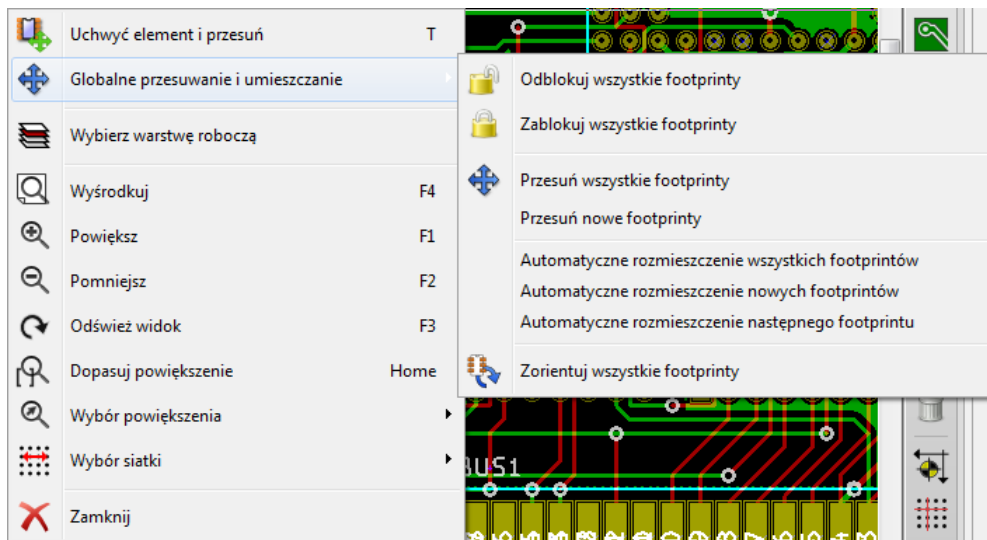 Uchwyć element i przesuń T
Globalne przesuwanie i umieszczanie
Wybierz warstwę roboczą
Wyśrodkuj F4
Powiększ F1
Pomniejsz F2
Odśwież widok F3
Dopasuj powiększenie Home
Wybór powiększenia
Wybór siatki
Zamknij
Odblokuj wszystkie footprinty
Zablokuj wszystkie footprinty
Przesuń wszystkie footprinty
Przesuń nowe footprinty
Automatyczne rozmieszczenie wszystkich footprintów
Automatyczne rozmieszczenie nowych footprintów
Automatyczne rozmieszczenie następnego footprintu
Zorientuj wszystkie footprinty
BUS1